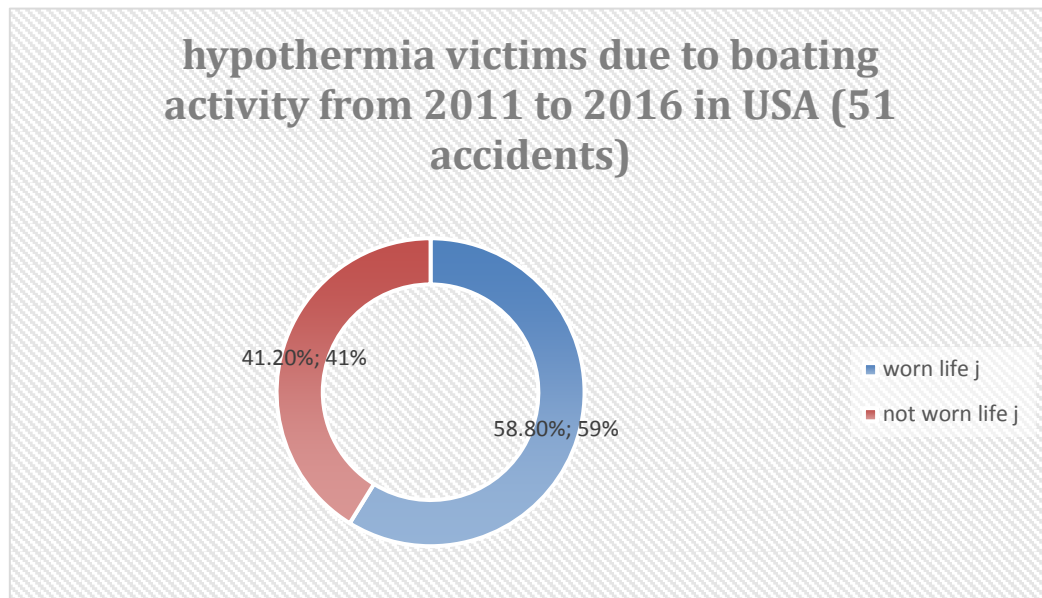 hypothermia victims due to boating
activity from 2011 to 2016 in USA (51
accidents)
41.20%; 41%
58.80%; 59%
worn life j
not worn life j